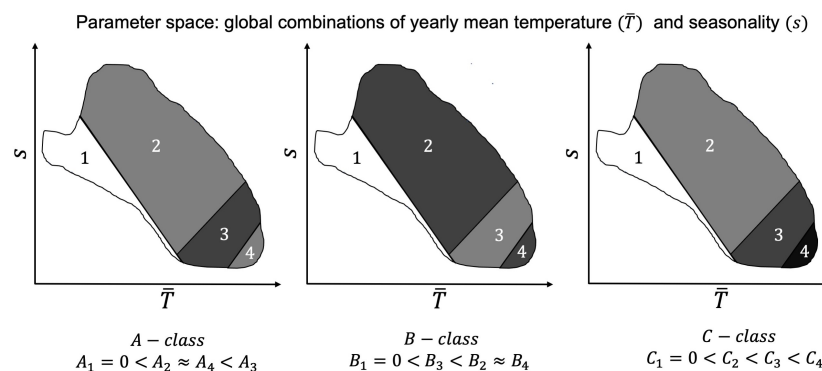 Parameter space: global combinations of yearly mean temperature (T̅) and seasonality (s)
s
1
2
3
4
T̅
s
1
2
3
4
T̅
s
1
2
3
4
T̅
A − class
A₁ = 0 < A₂ ≈ A₄ < A₃
B − class
B₁ = 0 < B₃ < B₂ ≈ B₄
C − class
C₁ = 0 < C₂ < C₃ < C₄